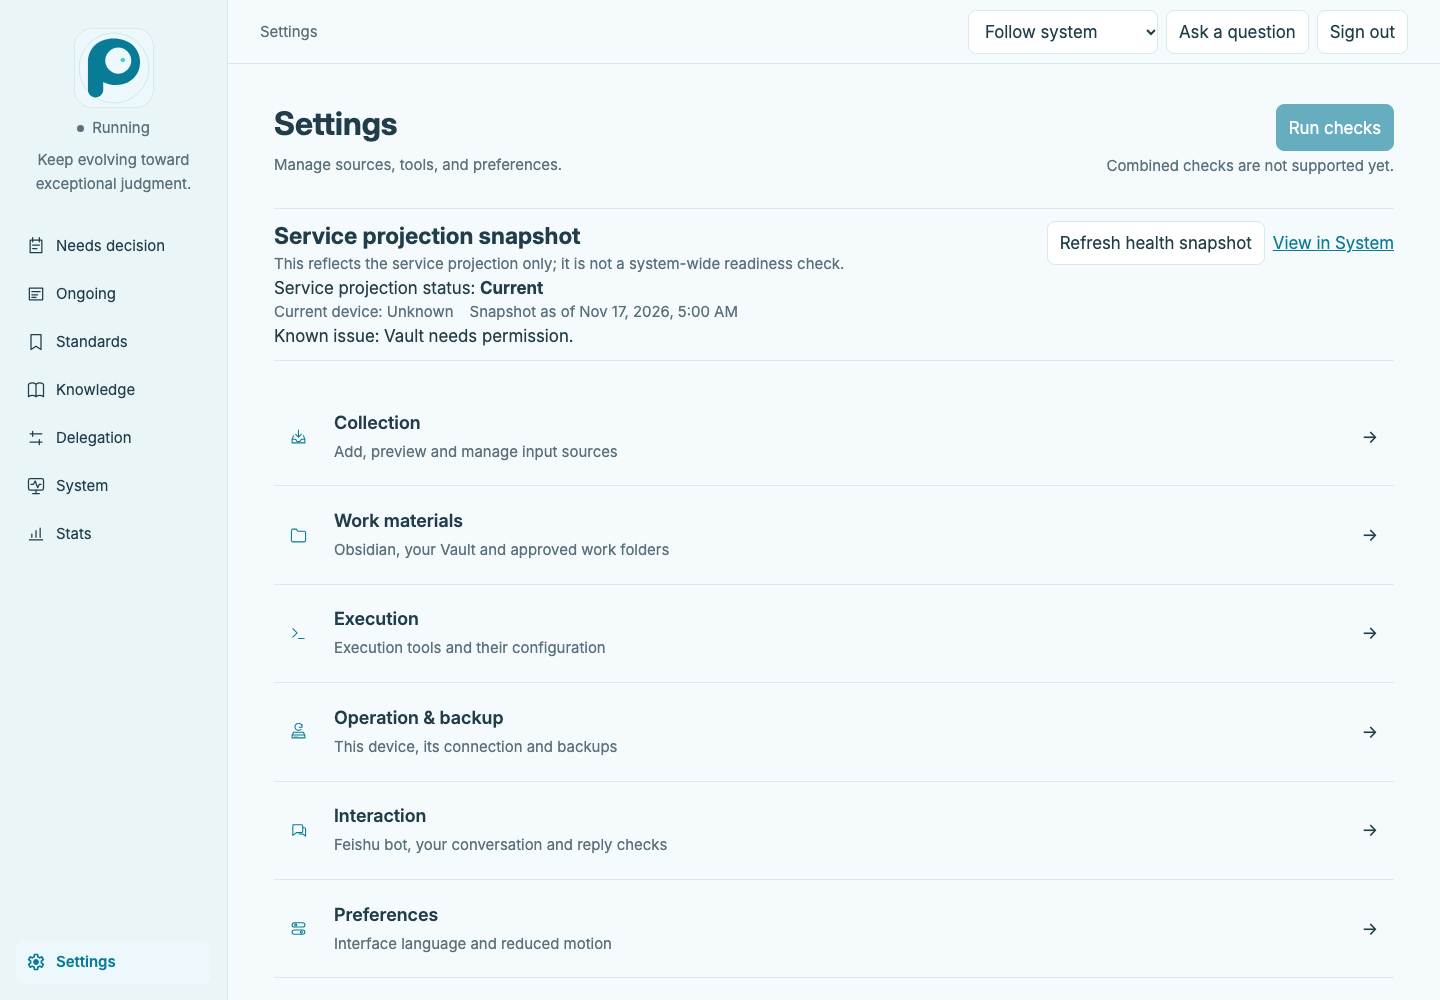 Running
Keep evolving toward
exceptional judgment.
Needs decision
Ongoing
Standards
Knowledge
Delegation
System
Stats
Settings
Settings
Follow system
Ask a question
Sign out
Settings
Manage sources, tools, and preferences.
Run checks
Combined checks are not supported yet.
Service projection snapshot
This reflects the service projection only; it is not a system-wide readiness check.
Service projection status: Current
Current device: Unknown Snapshot as of Nov 17, 2026, 5:00 AM
Known issue: Vault needs permission.
Refresh health snapshot
View in System
Collection
Add, preview and manage input sources
Work materials
Obsidian, your Vault and approved work folders
Execution
Execution tools and their configuration
Operation & backup
This device, its connection and backups
Interaction
Feishu bot, your conversation and reply checks
Preferences
Interface language and reduced motion